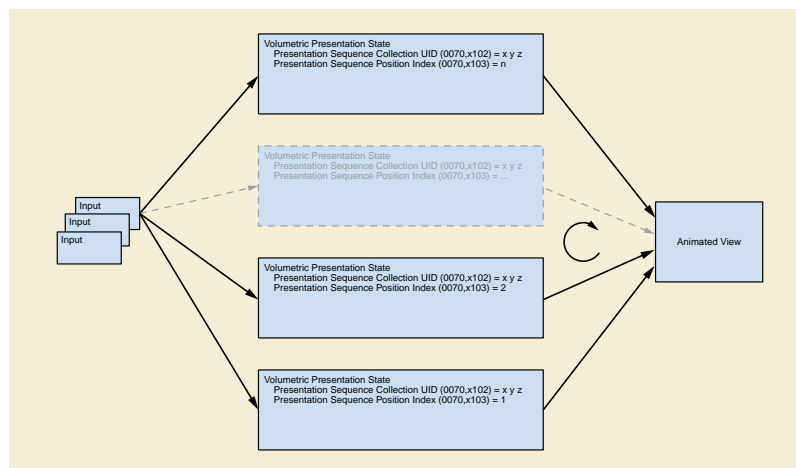 Volumetric Presentation State
Presentation Sequence Collection UID (0070,x102) = x y z
Presentation Sequence Position Index (0070,x103) = n
Volumetric Presentation State
Presentation Sequence Collection UID (0070,x102) = x y z
Presentation Sequence Position Index (0070,x103) = ...
Input
Input
Input
Animated View
Volumetric Presentation State
Presentation Sequence Collection UID (0070,x102) = x y z
Presentation Sequence Position Index (0070,x103) = 2
Volumetric Presentation State
Presentation Sequence Collection UID (0070,x102) = x y z
Presentation Sequence Position Index (0070,x103) = 1